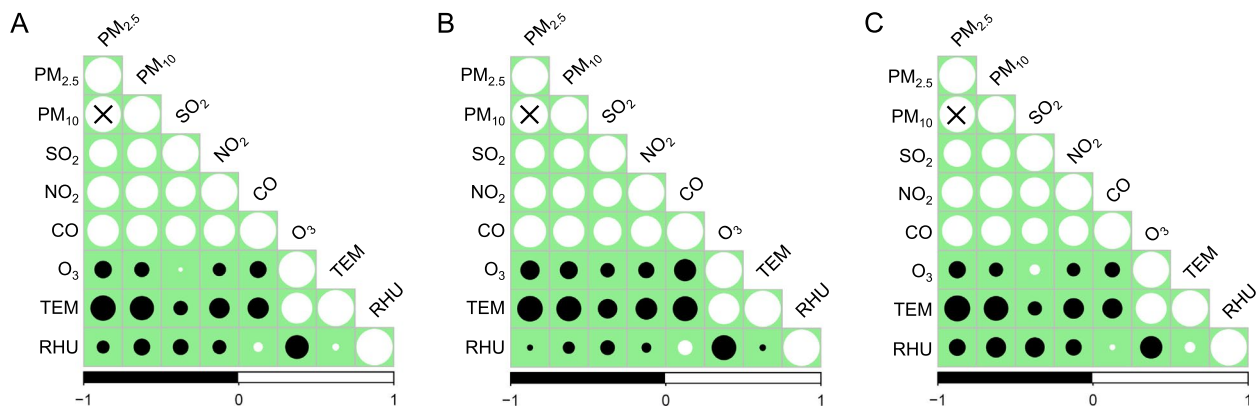 A
PM2.5
PM10
SO2
NO2
CO
O3
TEM
RHU
PM2.5
PM10
SO2
NO2
CO
O3
TEM
RHU
−1 0 1
B
PM2.5
PM10
SO2
NO2
CO
O3
TEM
RHU
PM2.5
PM10
SO2
NO2
CO
O3
TEM
RHU
−1 0 1
C
PM2.5
PM10
SO2
NO2
CO
O3
TEM
RHU
PM2.5
PM10
SO2
NO2
CO
O3
TEM
RHU
−1 0 1